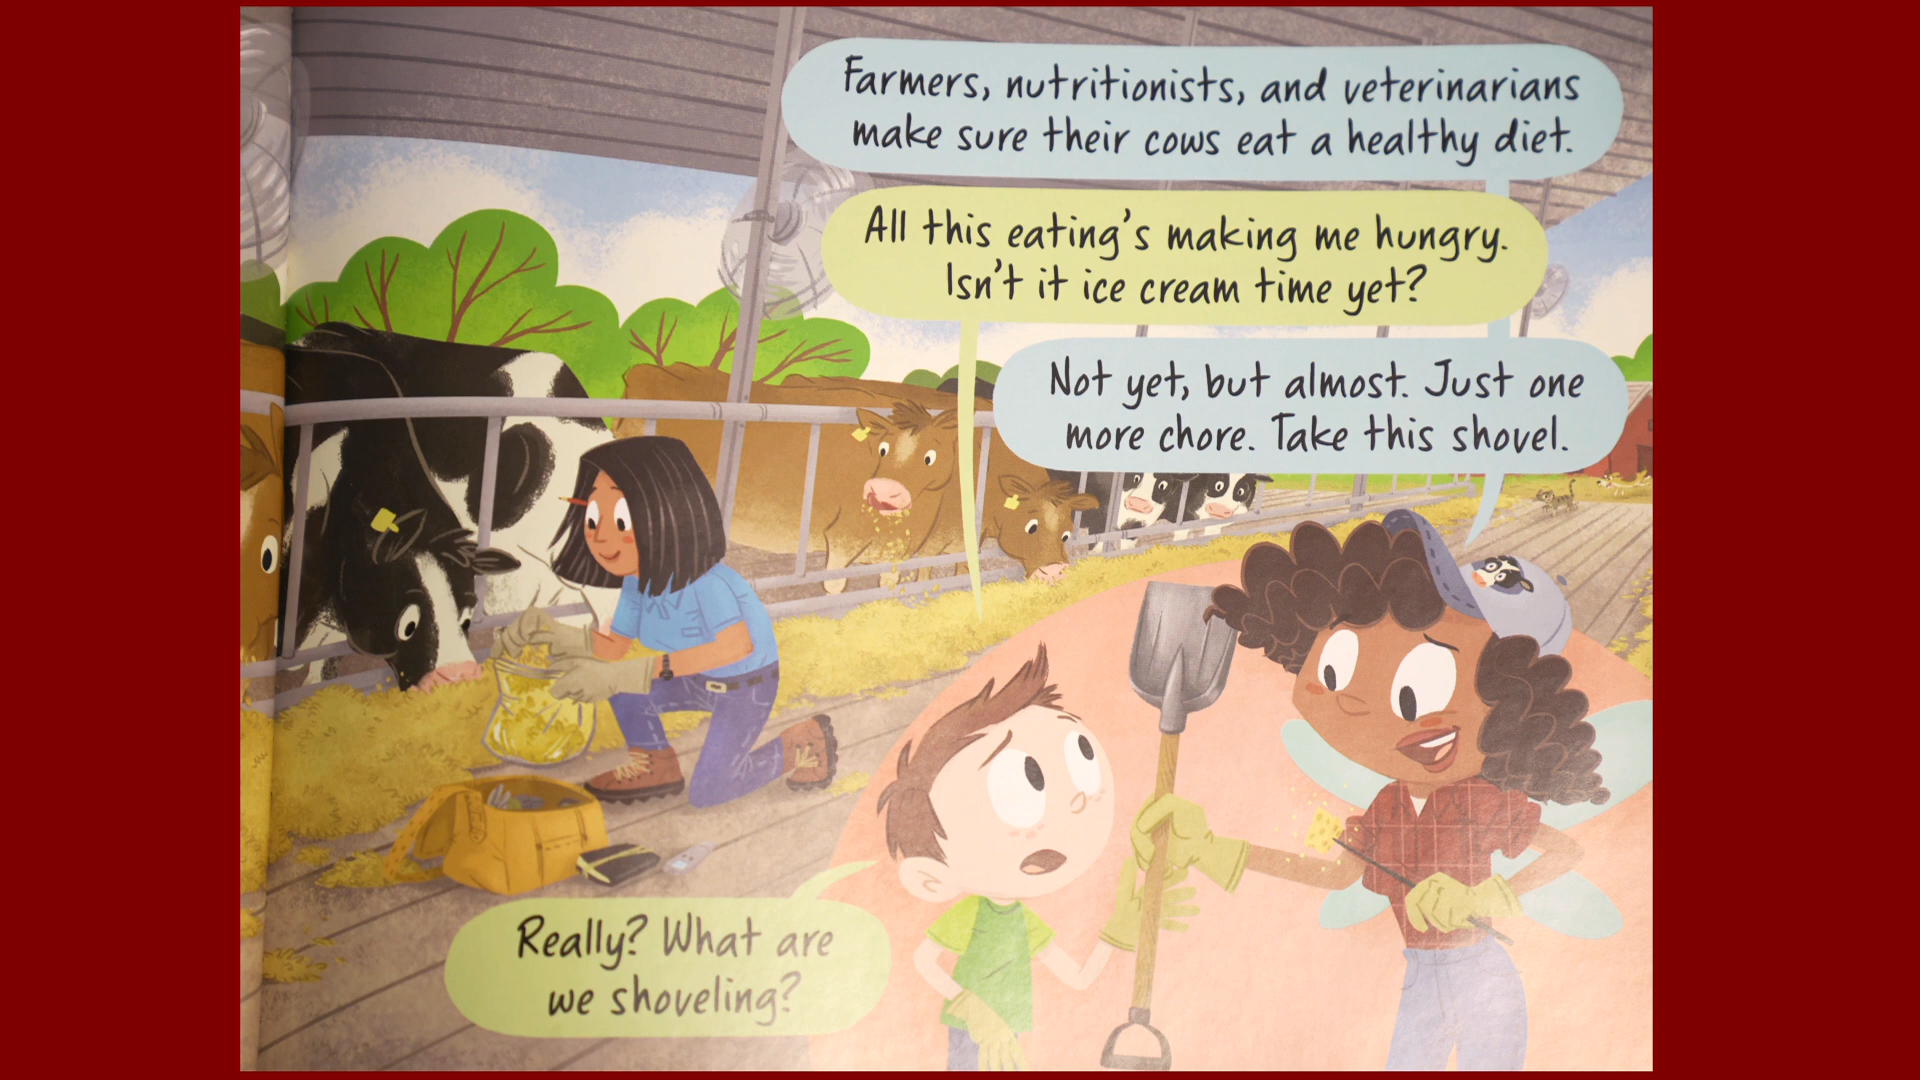 Farmers, nutritionists, and veterinarians
make sure their cows eat a healthy diet.
All this eating's making me hungry.
Isn't it ice cream time yet?
Not yet, but almost. Just one
more chore. Take this shovel.
Really? What are
we shoveling?